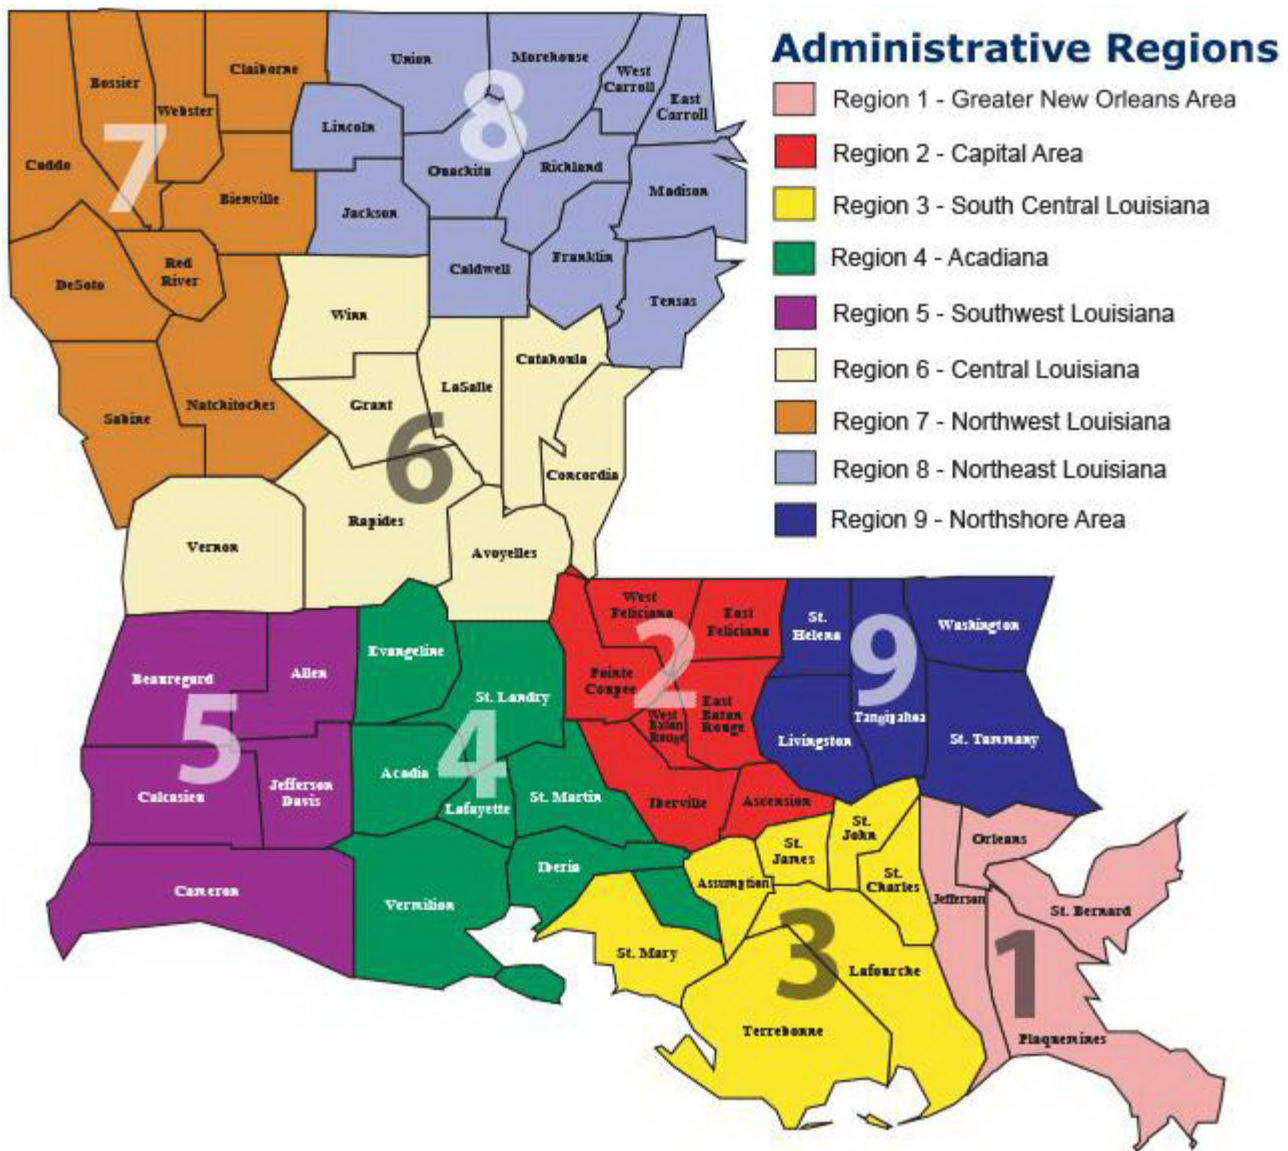 Administrative Regions
Region 1 - Greater New Orleans Area
Region 2 - Capital Area
Region 3 - South Central Louisiana
Region 4 - Acadiana
Region 5 - Southwest Louisiana
Region 6 - Central Louisiana
Region 7 - Northwest Louisiana
Region 8 - Northeast Louisiana
Region 9 - Northshore Area
7
Caddo
Bossier
Webster
Claiborne
Bienville
DeSoto
Red
River
Sabine
Natchitoches
8
Union
Morehouse
West
Carroll
East
Carroll
Lincoln
Ouachita
Richland
Madison
Jackson
Caldwell
Franklin
Tensas
6
Winn
Grant
LaSalle
Catahoula
Concordia
Vernon
Rapides
Avoyelles
5
Beauregard
Allen
Calcasieu
Jefferson
Davis
Cameron
4
Evangeline
St. Landry
Acadia
Lafayette
St. Martin
Iberia
Vermilion
2
West
Feliciana
East
Feliciana
Pointe
Coupee
West
Baton
Rouge
East
Baton
Rouge
Iberville
Ascension
9
St.
Helena
Tangipahoa
Washington
Livingston
St. Tammany
3
St.
James
St.
John
St.
Charles
Assumption
St. Mary
Lafourche
Terrebonne
1
Orleans
Jefferson
St. Bernard
Plaquemines